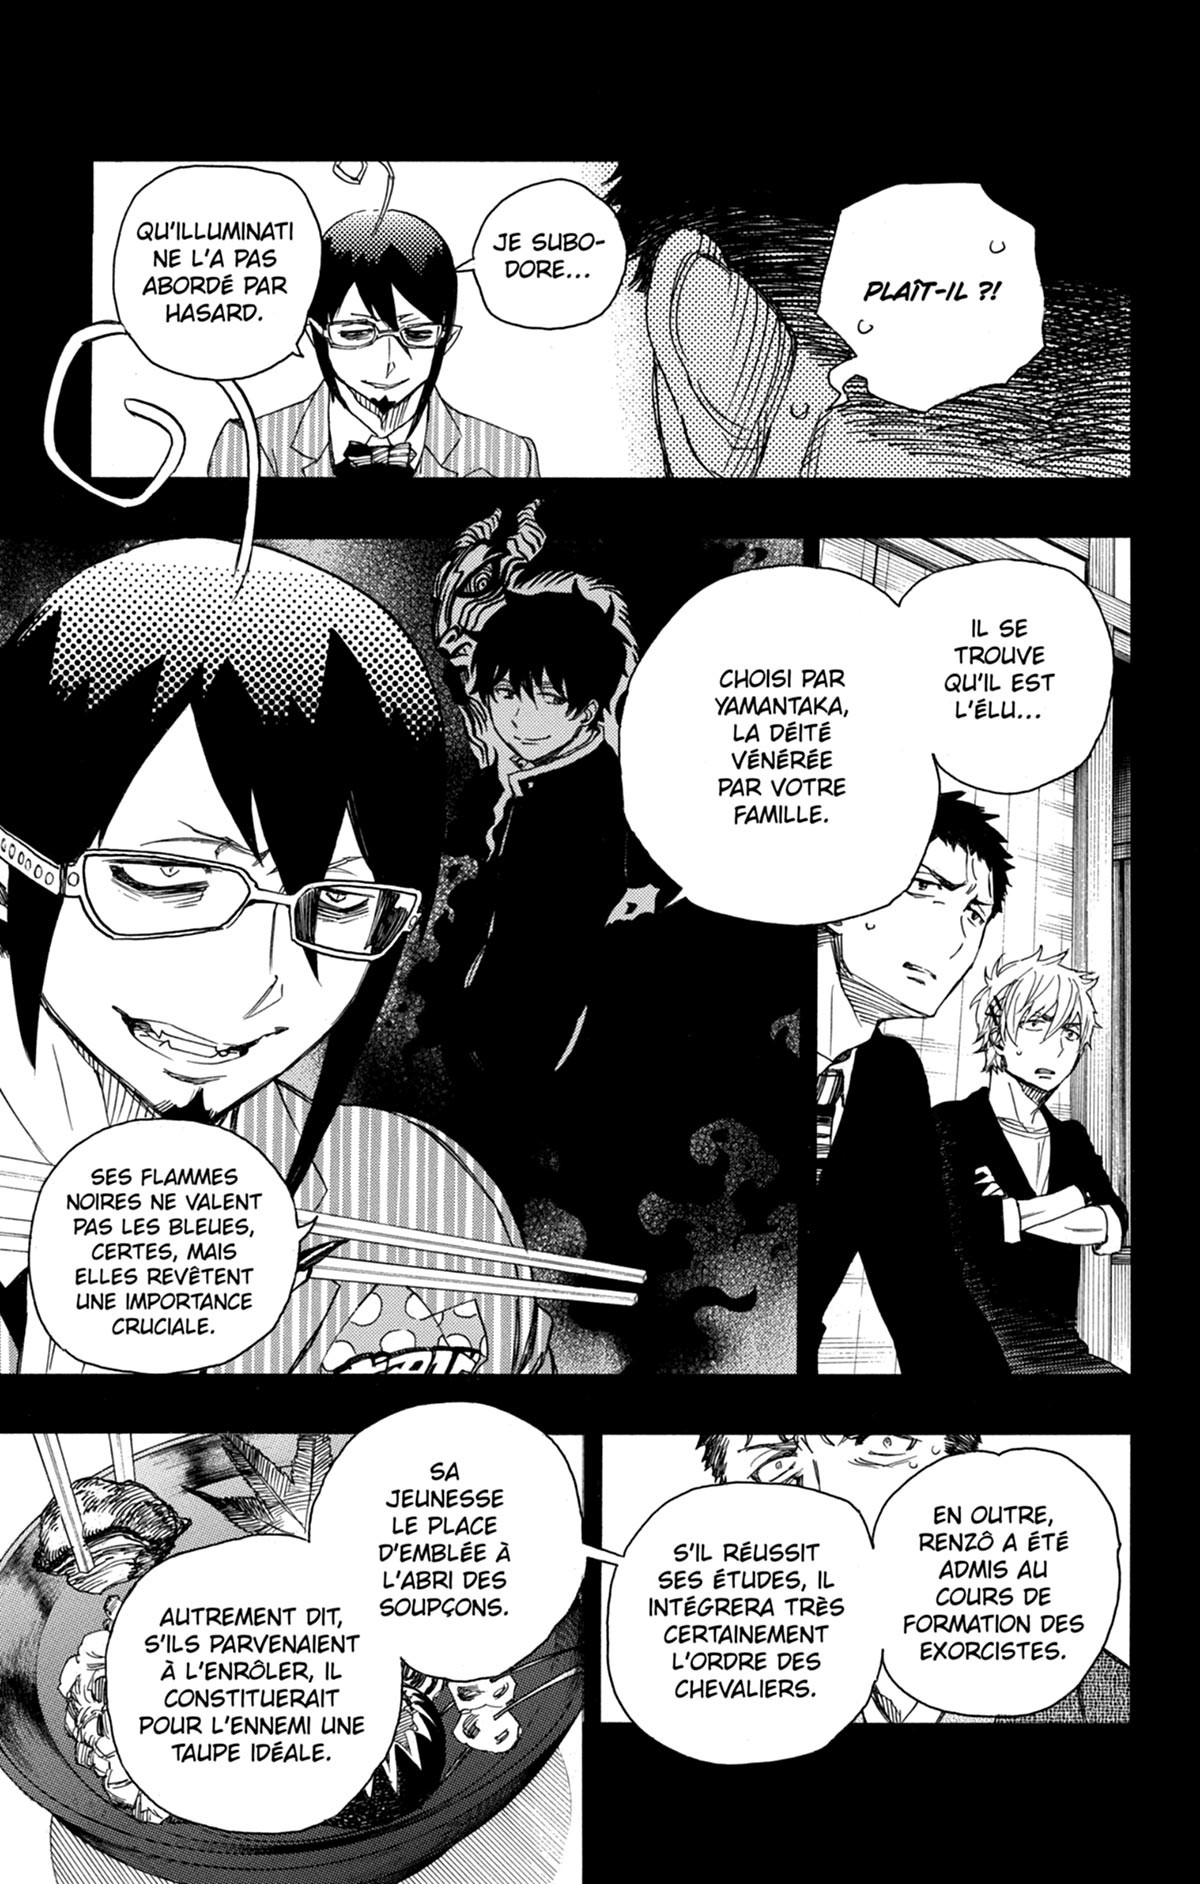 PLAÎT-IL ?!
JE SUBO-
DORE...
QU'ILLUMINATI
NE L'A PAS
ABORDÉ PAR
HASARD.
IL SE
TROUVE
QU'IL EST
L'ÉLU...
CHOISI PAR
YAMANTAKA,
LA DÉITÉ
VÉNÉRÉE
PAR VOTRE
FAMILLE.
SES FLAMMES
NOIRES NE VALENT
PAS LES BLEUES,
CERTES, MAIS
ELLES REVÊTENT
UNE IMPORTANCE
CRUCIALE.
EN OUTRE,
RENZÔ A ÉTÉ
ADMIS AU
COURS DE
FORMATION DES
EXORCISTES.
S'IL RÉUSSIT
SES ÉTUDES, IL
INTÉGRERA TRÈS
CERTAINEMENT
L'ORDRE DES
CHEVALIERS.
SA
JEUNESSE
LE PLACE
D'EMBLÉE À
L'ABRI DES
SOUPÇONS.
AUTREMENT DIT,
S'ILS PARVENAIENT
À L'ENRÔLER, IL
CONSTITUERAIT
POUR L'ENNEMI UNE
TAUPE IDÉALE.